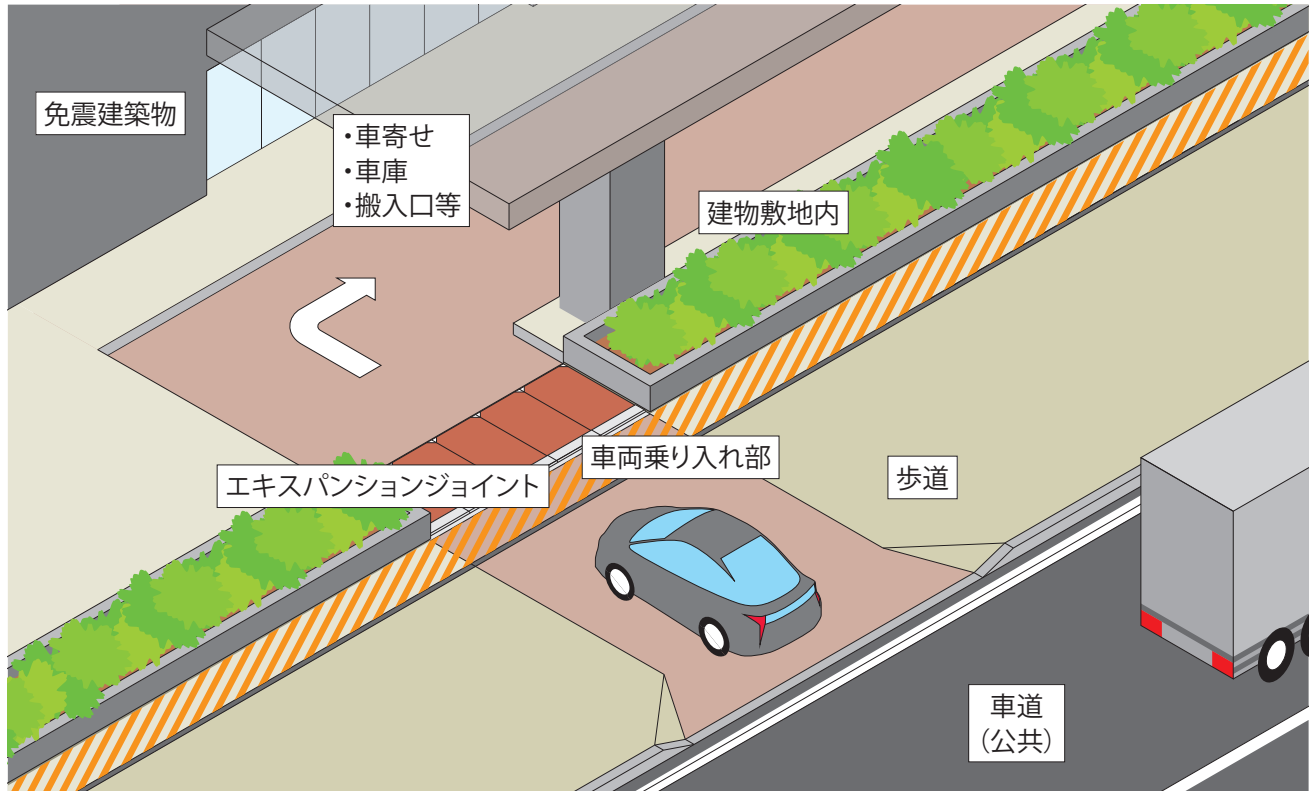 免震建築物
・車寄せ
・車庫
・搬入口等
建物敷地内
車両乗り入れ部
エキスパンションジョイント
歩道
車道
（公共）